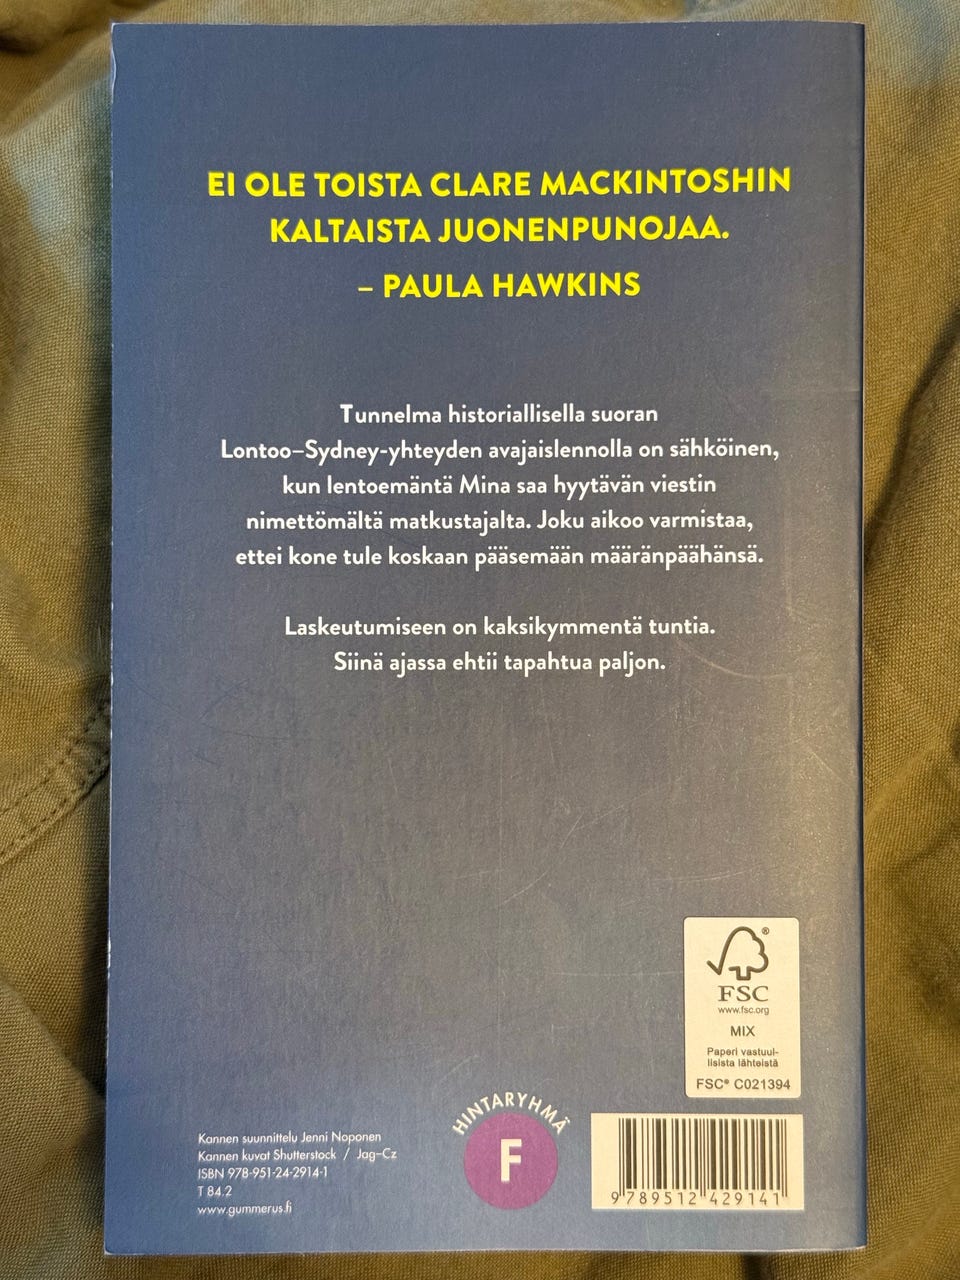 EI OLE TOISTA CLARE MACKINTOSHIN
KALTAISTA JUONENPUNOJAA.
– PAULA HAWKINS
Tunnelma historiallisella suoran
Lontoo–Sydney-yhteyden avajaislennolla on sähköinen,
kun lentoemäntä Mina saa hyytävän viestin
nimettömältä matkustajalta. Joku aikoo varmistaa,
ettei kone tule koskaan pääsemään määränpäähänsä.
Laskeutumiseen on kaksikymmentä tuntia.
Siinä ajassa ehtii tapahtua paljon.
®
FSC
www.fsc.org
MIX
Paperi vastuul-
lisista lähteistä
FSC® C021394
Kannen suunnittelu Jenni Noponen
Kannen kuvat Shutterstock / Jag–Cz
ISBN 978-951-24-2914-1
T 84.2
www.gummerus.fi
HINTARYHMÄ
F
9 789512 429141